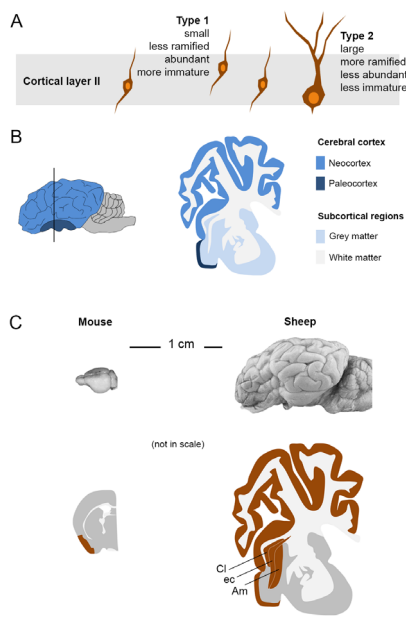 A
Type 1
small
less ramified
abundant
more immature
Type 2
large
more ramified
less abundant
less immature
Cortical layer II
B
Cerebral cortex
Neocortex
Paleocortex
Subcortical regions
Grey matter
White matter
C
Mouse
Sheep
1 cm
(not in scale)
Cl
ec
Am